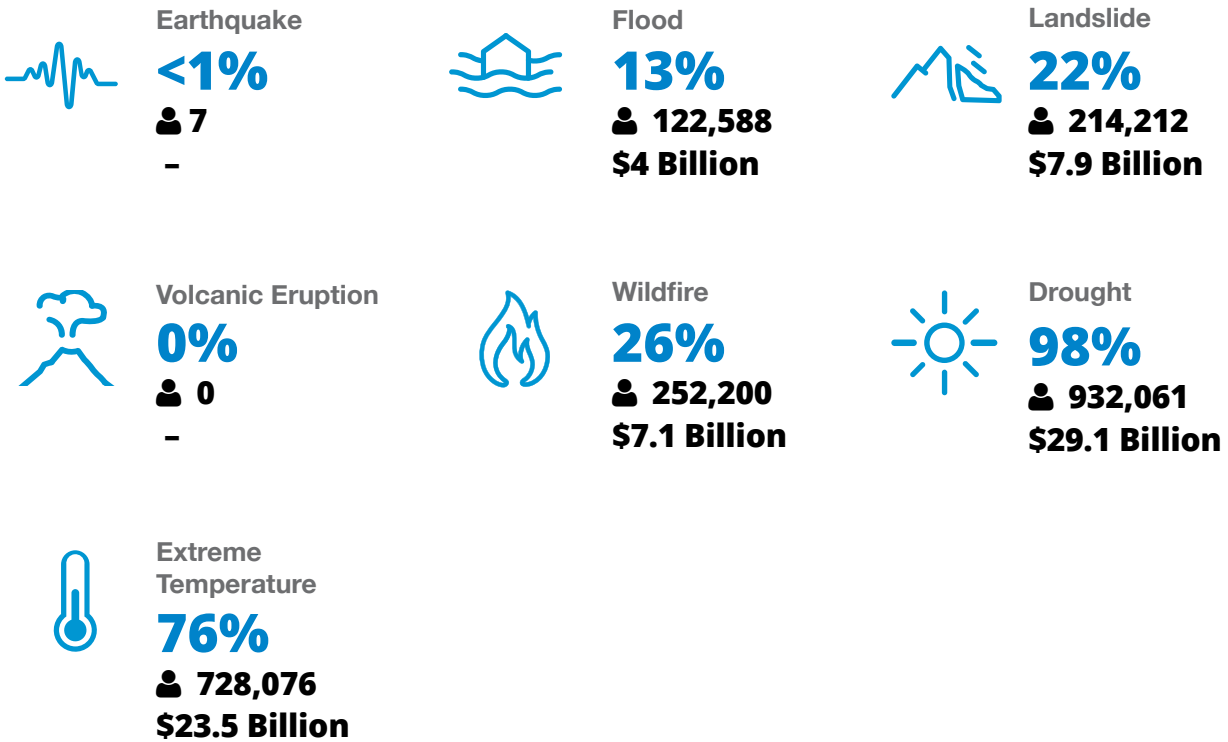 Earthquake
<1%
7
–
Flood
13%
122,588
$4 Billion
Landslide
22%
214,212
$7.9 Billion
Volcanic Eruption
0%
0
–
Wildfire
26%
252,200
$7.1 Billion
Drought
98%
932,061
$29.1 Billion
Extreme
Temperature
76%
728,076
$23.5 Billion